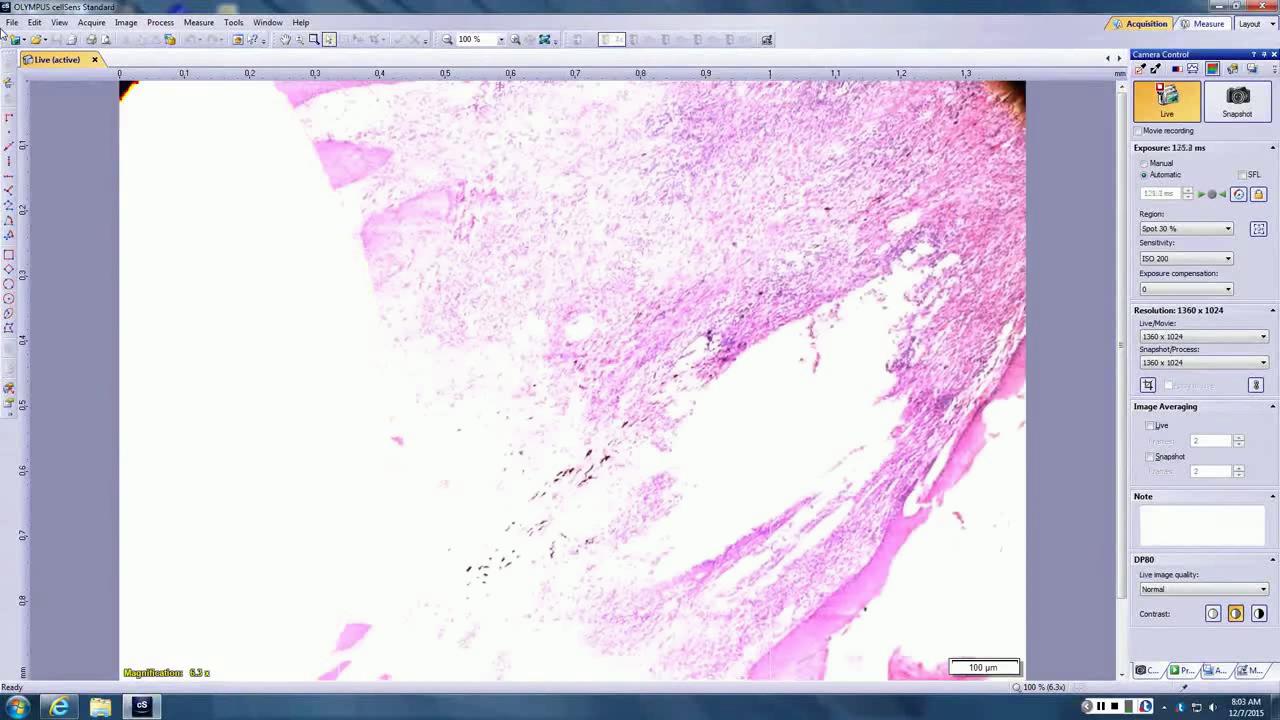 cS OLYMPUS cellSens Standard
File Edit View Acquire Image Process Measure Tools Window Help
Acquisition Measure Layout
100 %
Live (active)
0 0.1 0.2 0.3 0.4 0.5 0.6 0.7 0.8 0.9 1 1.1 1.2 1.3 mm
0.1
0.2
0.3
0.4
0.5
0.6
0.7
0.8
mm
Magnification: 6.3 x
100 µm
Camera Control
Live Snapshot
Movie recording
Exposure:
Manual
Automatic SFL
Region:
Spot 30 %
Sensitivity:
ISO 200
Exposure compensation:
0
Resolution: 1360 x 1024
Live/Movie:
1360 x 1024
Snapshot/Process:
1360 x 1024
Image Averaging
Live
Frames: 2
Snapshot
Frames: 2
Note
DP80
Live image quality:
Normal
Contrast:
C... Pr... A... M...
Ready
100 % (6.3x)
cS
8:03 AM
12/7/2015